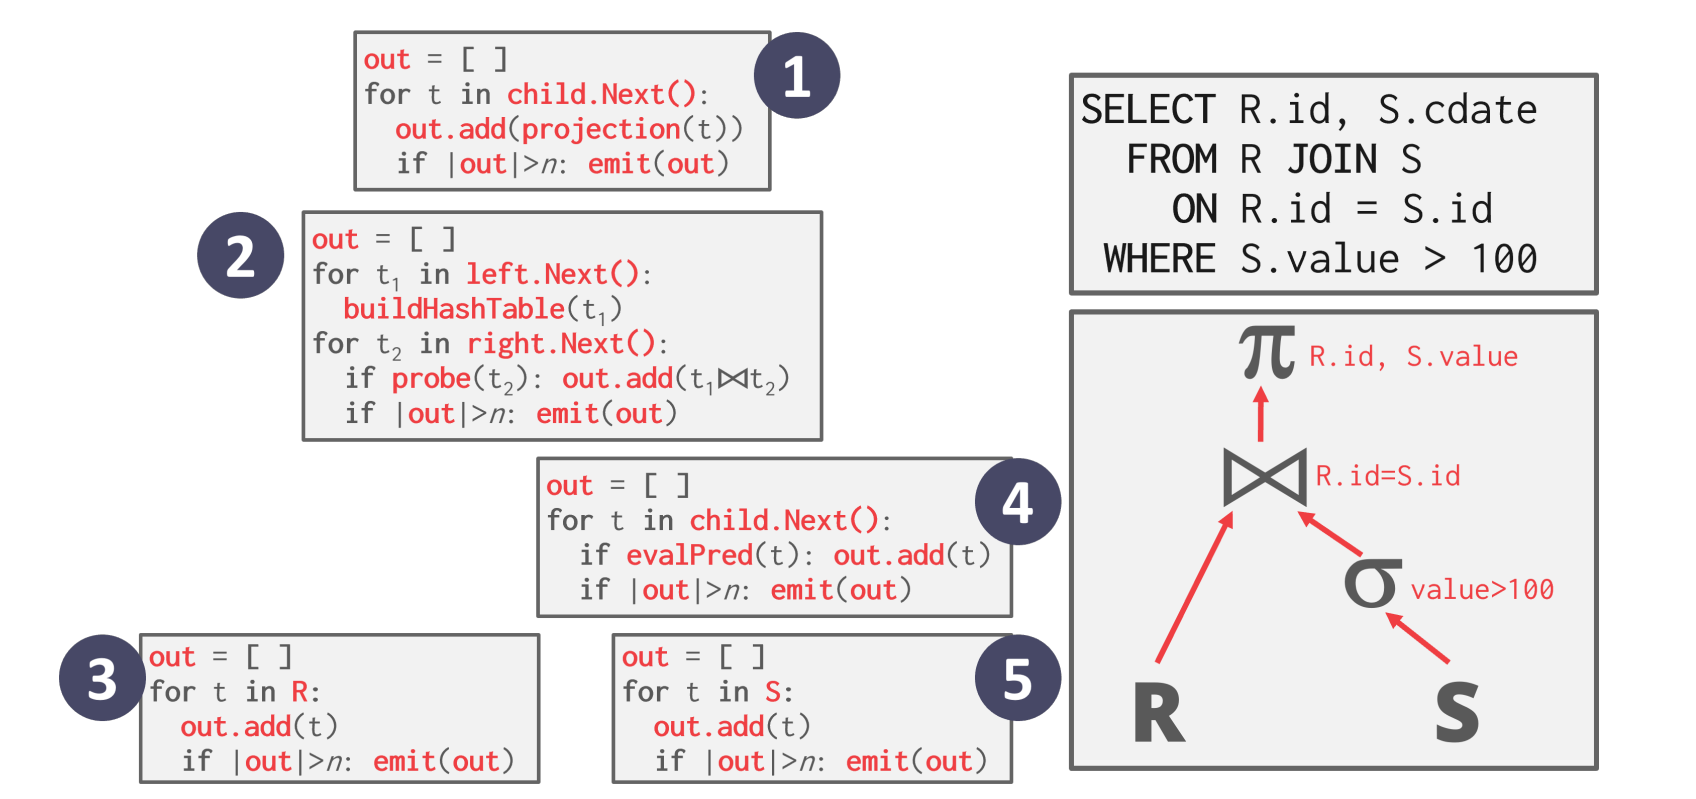 1
out = [ ]
for t in child.Next():
out.add(projection(t))
if |out|>n: emit(out)
2
out = [ ]
for t₁ in left.Next():
buildHashTable(t₁)
for t₂ in right.Next():
if probe(t₂): out.add(t₁⨝t₂)
if |out|>n: emit(out)
4
out = [ ]
for t in child.Next():
if evalPred(t): out.add(t)
if |out|>n: emit(out)
3
out = [ ]
for t in R:
out.add(t)
if |out|>n: emit(out)
5
out = [ ]
for t in S:
out.add(t)
if |out|>n: emit(out)
SELECT R.id, S.cdate
FROM R JOIN S
ON R.id = S.id
WHERE S.value > 100
π R.id, S.value
⨝ R.id=S.id
σ value>100
R S